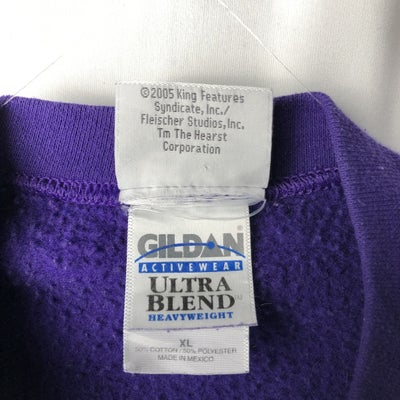 ©2005 King Features
Syndicate, Inc./
Fleischer Studios, Inc.
Tm The Hearst
Corporation
GILDAN
ACTIVEWEAR
ULTRA
BLEND
HEAVYWEIGHT
XL
50% COTTON / 50% POLYESTER
MADE IN MEXICO